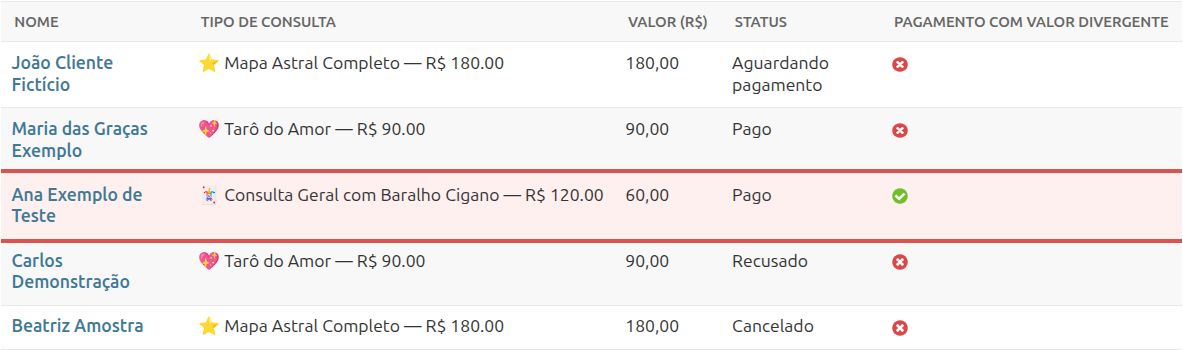 NOME TIPO DE CONSULTA VALOR (R$) STATUS PAGAMENTO COM VALOR DIVERGENTE
João Cliente Fictício ⭐ Mapa Astral Completo — R$ 180.00 180,00 Aguardando pagamento
Maria das Graças Exemplo 💖 Tarô do Amor — R$ 90.00 90,00 Pago
Ana Exemplo de Teste 🃏 Consulta Geral com Baralho Cigano — R$ 120.00 60,00 Pago
Carlos Demonstração 💖 Tarô do Amor — R$ 90.00 90,00 Recusado
Beatriz Amostra ⭐ Mapa Astral Completo — R$ 180.00 180,00 Cancelado